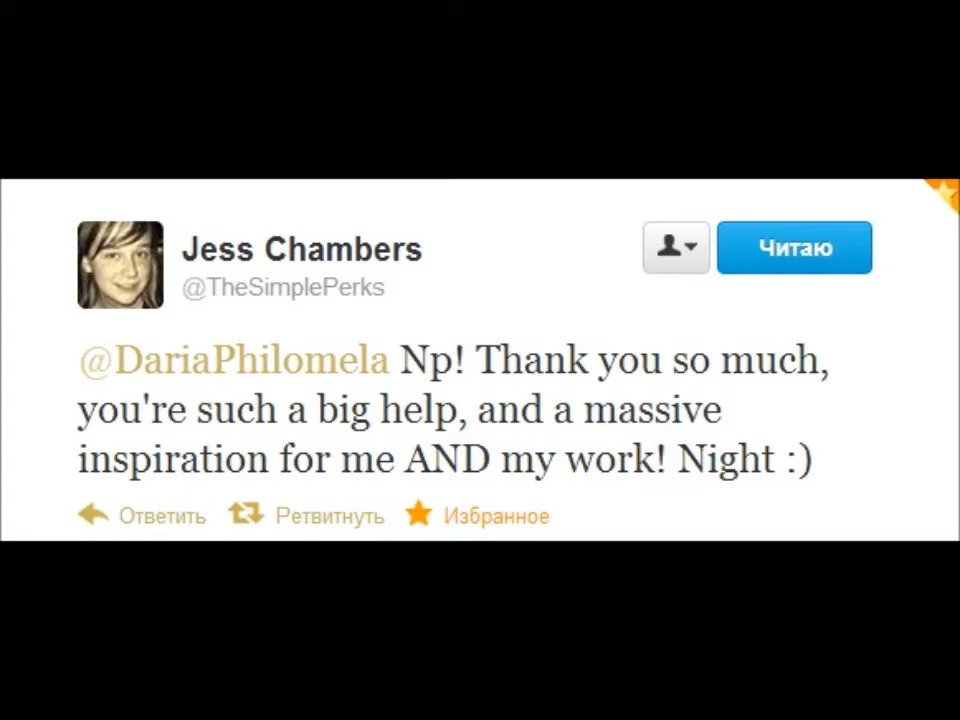 Jess Chambers
@TheSimplePerks
Читаю
@DariaPhilomela Np! Thank you so much,
you're such a big help, and a massive
inspiration for me AND my work! Night :)
Ответить Ретвитнуть Избранное